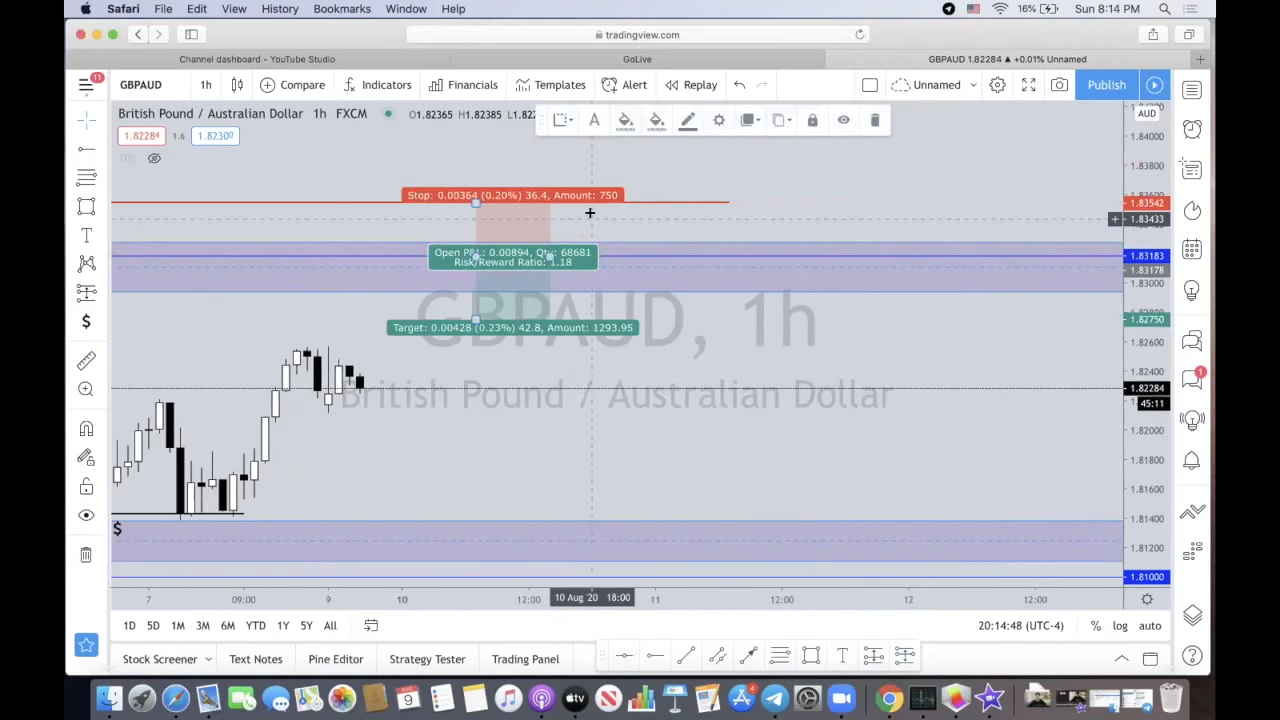 Safari File Edit View History Bookmarks Window Help 16% Sun 8:14 PM
tradingview.com
Channel dashboard - YouTube Studio GoLive GBPAUD 1.82284 ▲ +0.01% Unnamed
11
GBPAUD 1h Compare Indicators Financials Templates Alert Replay Unnamed Publish
British Pound / Australian Dollar 1h FXCM O1.82365 H1.82385
AUD
1.82284 1.6 1.82300
1.84000
1.83800
Stop: 0.00364 (0.20%) 36.4, Amount: 750
1.83542
1.83433
Open P&L: 0.00894, Qty: 68681
Risk/Reward Ratio: 1.18
1.83183
1.83178
1.83000
GBPAUD, 1h
Target: 0.00428 (0.23%) 42.8, Amount: 1293.95
1.82750
1.82600
1.82400
1
1.82284
British Pound / Australian Dollar
45:11
1.82000
1.81800
1.81600
1.81400
$
1.81200
1.81000
7 09:00 9 10 12:00 10 Aug '20 18:00 11 12:00 12 12:00
1D 5D 1M 3M 6M YTD 1Y 5Y All 20:14:48 (UTC-4) % log auto
Stock Screener Text Notes Pine Editor Strategy Tester Trading Panel